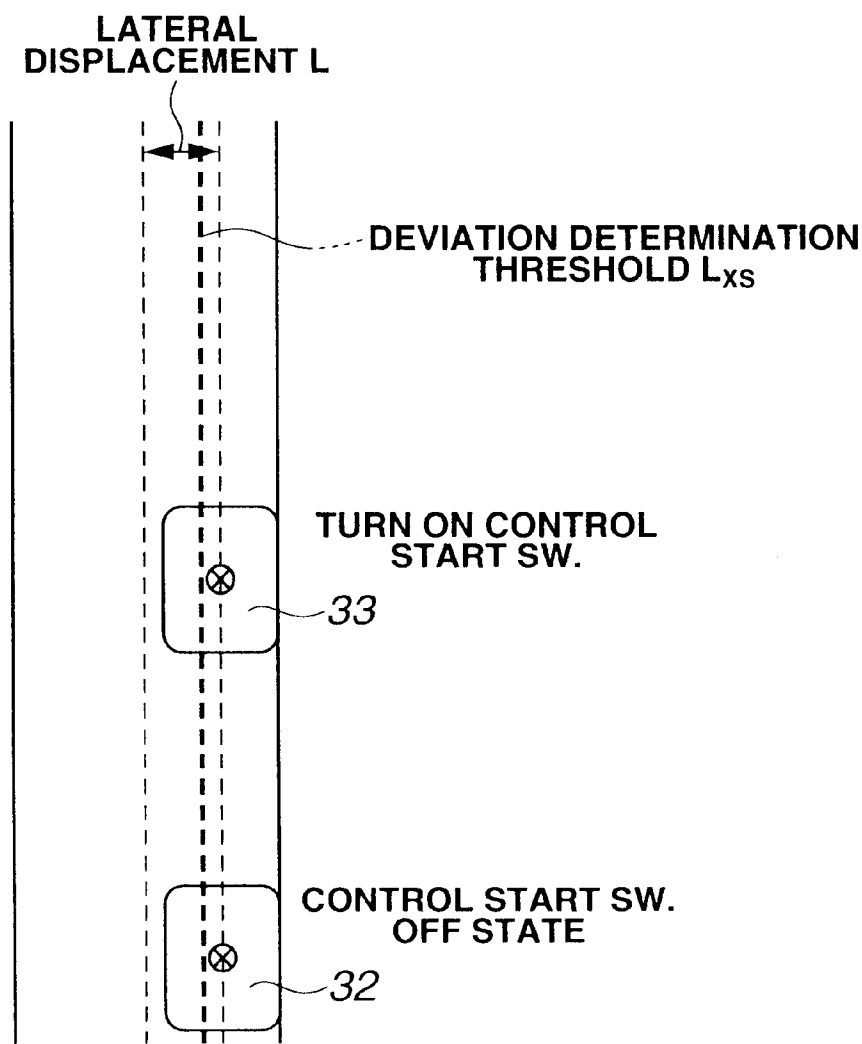 LATERAL
DISPLACEMENT L
DEVIATION DETERMINATION
THRESHOLD LXS
TURN ON CONTROL
START SW.
33
CONTROL START SW.
OFF STATE
32